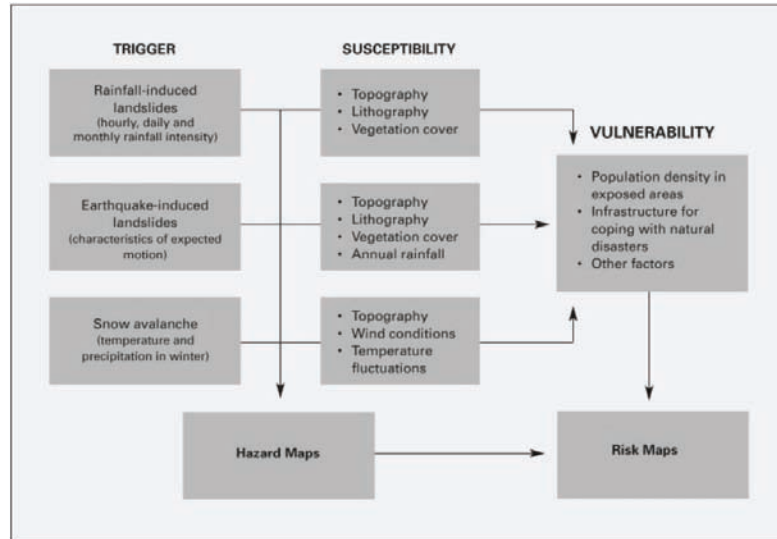 TRIGGER
SUSCEPTIBILITY
Rainfall-induced
landslides
(hourly, daily and
monthly rainfall intensity)
• Topography
• Lithography
• Vegetation cover
VULNERABILITY
Earthquake-induced
landslides
(characteristics of expected
motion)
• Topography
• Lithography
• Vegetation cover
• Annual rainfall
• Population density in
exposed areas
• Infrastructure for
coping with natural
disasters
• Other factors
Snow avalanche
(temperature and
precipitation in winter)
• Topography
• Wind conditions
• Temperature
fluctuations
Hazard Maps
Risk Maps